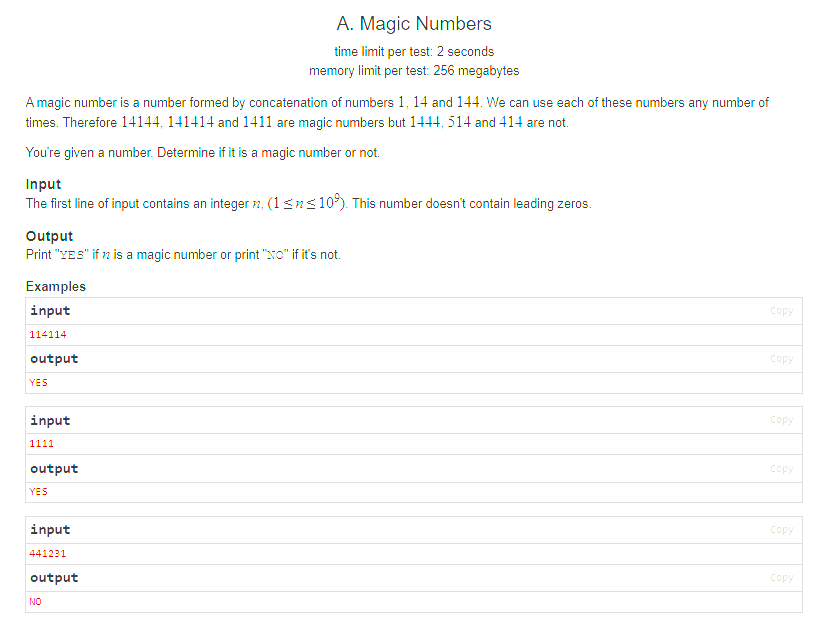 A. Magic Numbers
time limit per test: 2 seconds
memory limit per test: 256 megabytes
A magic number is a number formed by concatenation of numbers 1, 14 and 144. We can use each of these numbers any number of
times. Therefore 14144, 141414 and 1411 are magic numbers but 1444, 514 and 414 are not.
You're given a number. Determine if it is a magic number or not.
Input
The first line of input contains an integer n, (1 ≤ n ≤ 10⁹). This number doesn't contain leading zeros.
Output
Print "YES" if n is a magic number or print "NO" if it's not.
Examples
input Copy
114114
output Copy
YES
input Copy
1111
output Copy
YES
input Copy
441231
output Copy
NO